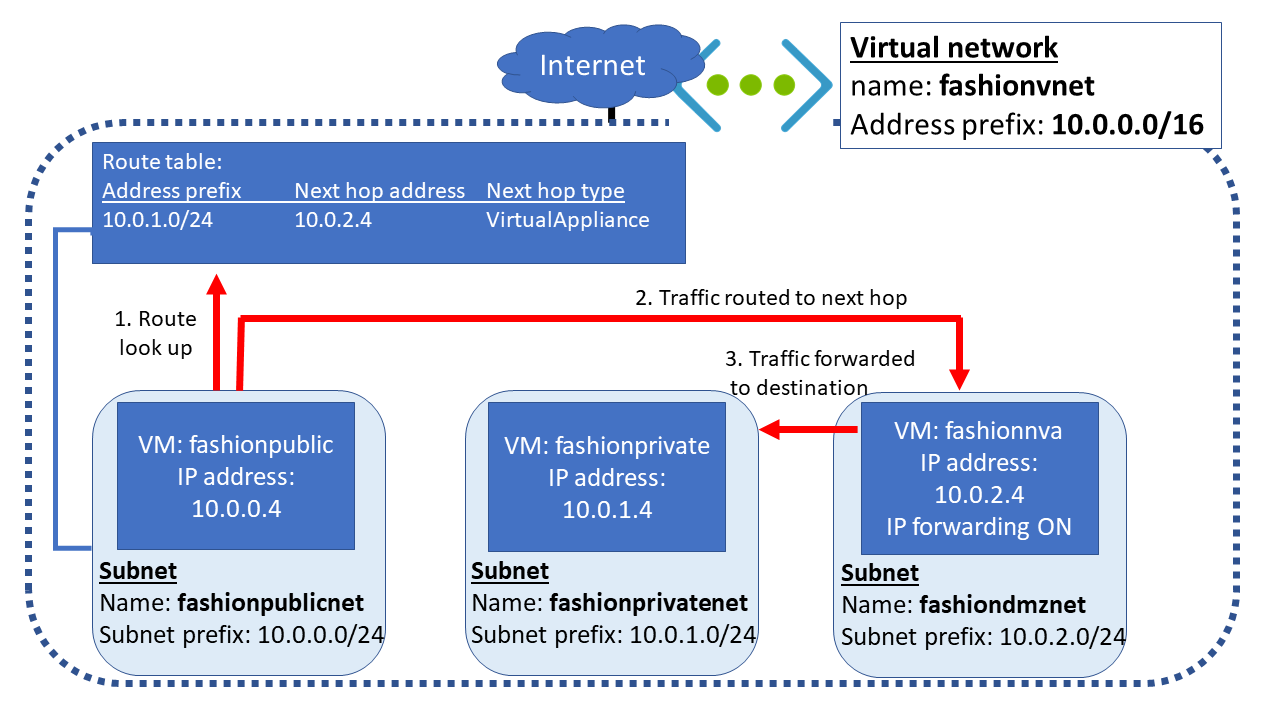 Internet
Virtual network
name: fashionvnet
Address prefix: 10.0.0.0/16
Route table:
Address prefix Next hop address Next hop type
10.0.1.0/24 10.0.2.4 VirtualAppliance
1. Route
look up
2. Traffic routed to next hop
3. Traffic forwarded
to destination
VM: fashionpublic
IP address:
10.0.0.4
Subnet
Name: fashionpublicnet
Subnet prefix: 10.0.0.0/24
VM: fashionprivate
IP address:
10.0.1.4
Subnet
Name: fashionprivatenet
Subnet prefix: 10.0.1.0/24
VM: fashionnva
IP address:
10.0.2.4
IP forwarding ON
Subnet
Name: fashiondmznet
Subnet prefix: 10.0.2.0/24